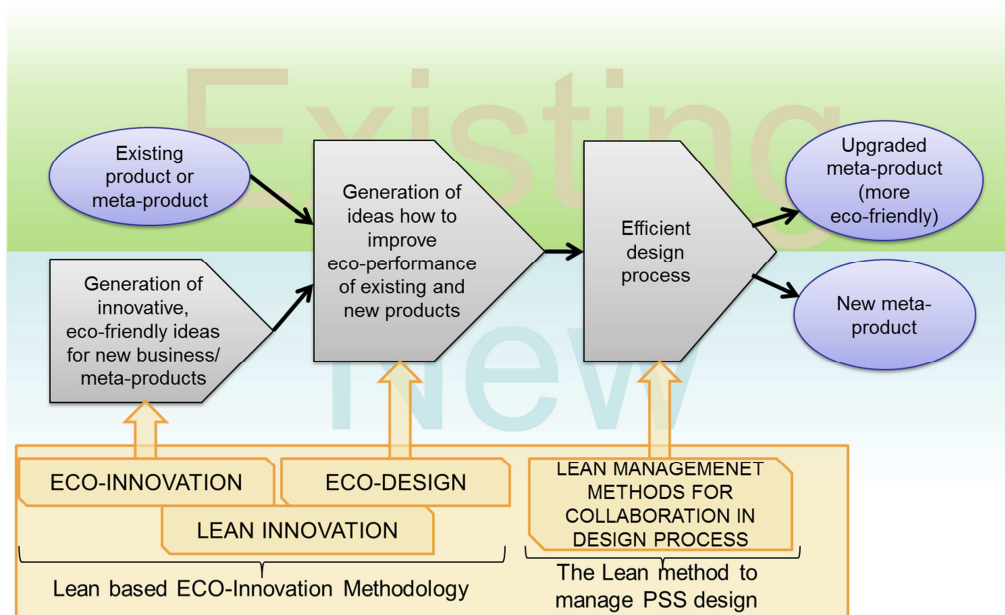 Existing
New
Existing
product or
meta-product
Generation of
innovative,
eco-friendly ideas
for new business/
meta-products
Generation of
ideas how to
improve
eco-performance
of existing and
new products
Efficient
design
process
Upgraded
meta-product
(more
eco-friendly)
New meta-
product
ECO-INNOVATION
ECO-DESIGN
LEAN INNOVATION
LEAN MANAGEMENET
METHODS FOR
COLLABORATION IN
DESIGN PROCESS
Lean based ECO-Innovation Methodology
The Lean method to
manage PSS design